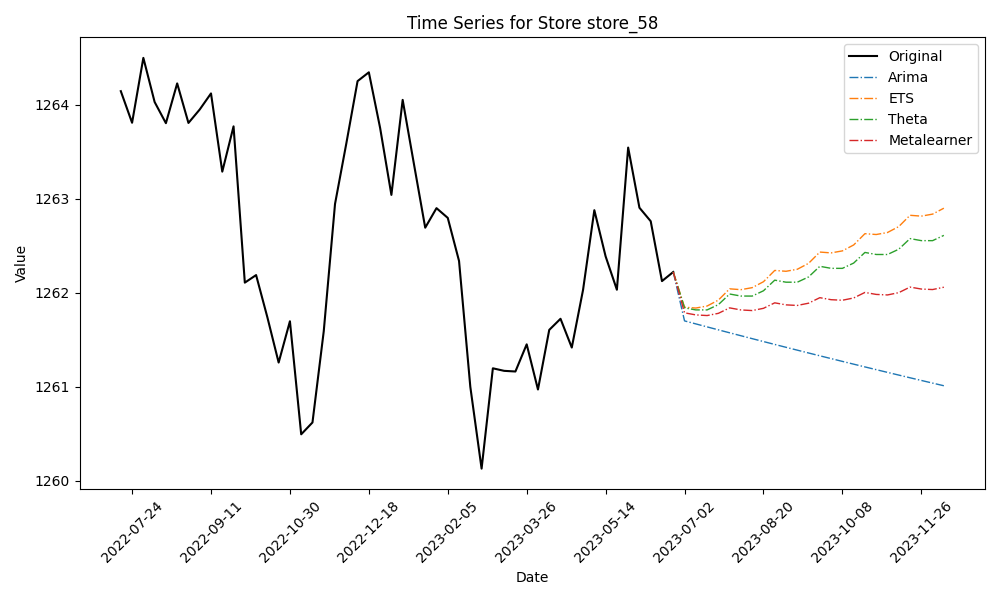 Time Series for Store store_58
Original
Arima
ETS
Theta
Metalearner
Value
1264
1263
1262
1261
1260
2022-07-24
2022-09-11
2022-10-30
2022-12-18
2023-02-05
2023-03-26
2023-05-14
2023-07-02
2023-08-20
2023-10-08
2023-11-26
Date